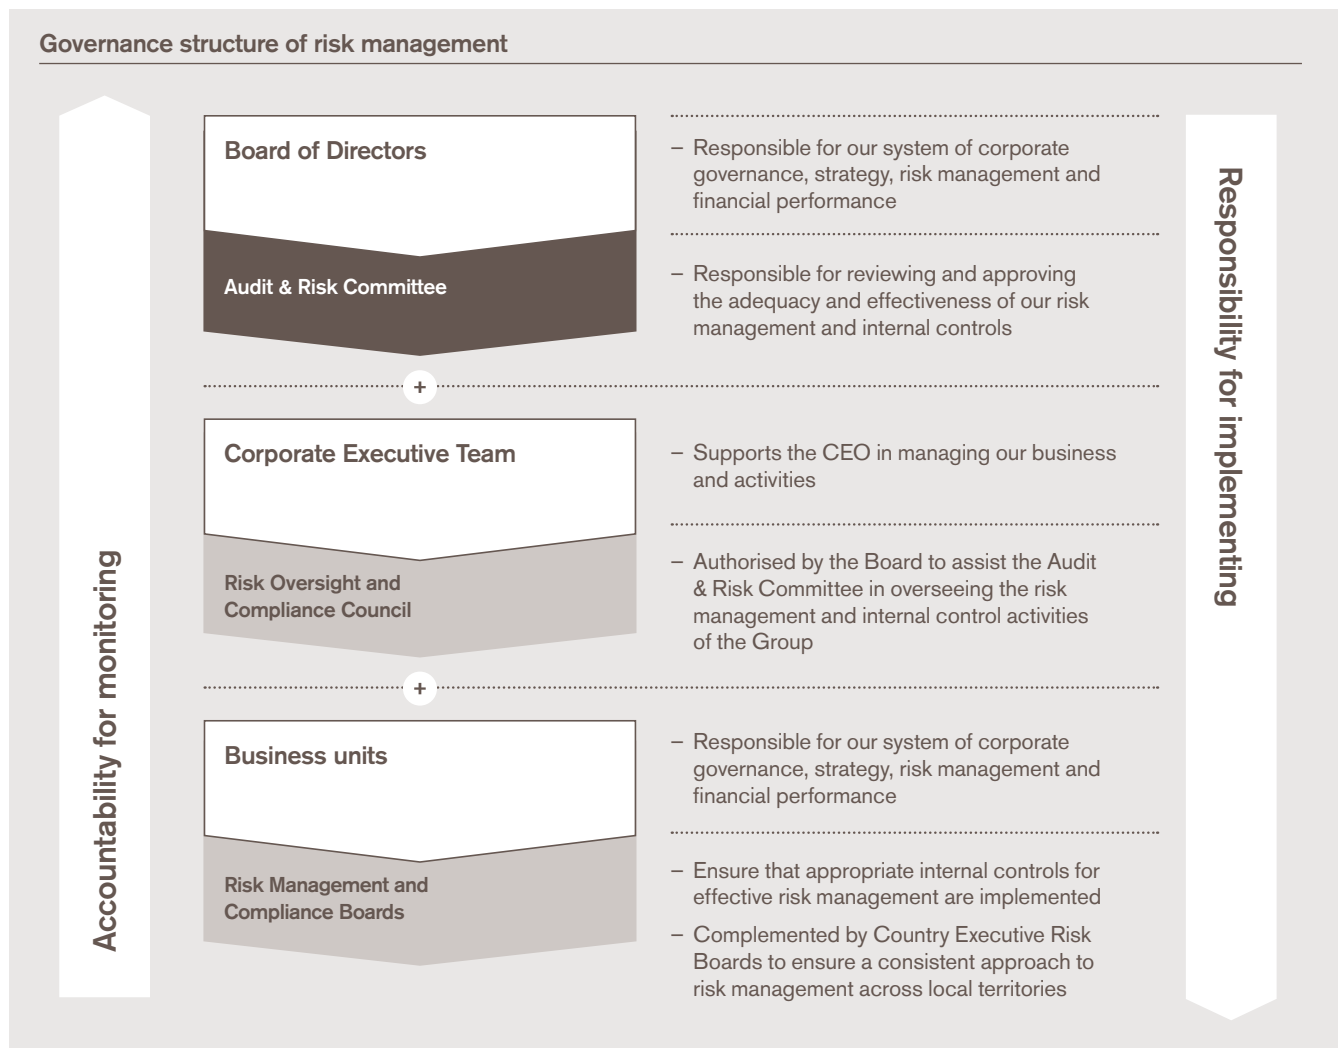 Governance structure of risk management
Accountability for monitoring
Board of Directors
– Responsible for our system of corporate
governance, strategy, risk management and
financial performance
Audit & Risk Committee
– Responsible for reviewing and approving
the adequacy and effectiveness of our risk
management and internal controls
+
Corporate Executive Team
– Supports the CEO in managing our business
and activities
Risk Oversight and
Compliance Council
– Authorised by the Board to assist the Audit
& Risk Committee in overseeing the risk
management and internal control activities
of the Group
+
Business units
– Responsible for our system of corporate
governance, strategy, risk management and
financial performance
Risk Management and
Compliance Boards
– Ensure that appropriate internal controls for
effective risk management are implemented
– Complemented by Country Executive Risk
Boards to ensure a consistent approach to
risk management across local territories
Responsibility for implementing